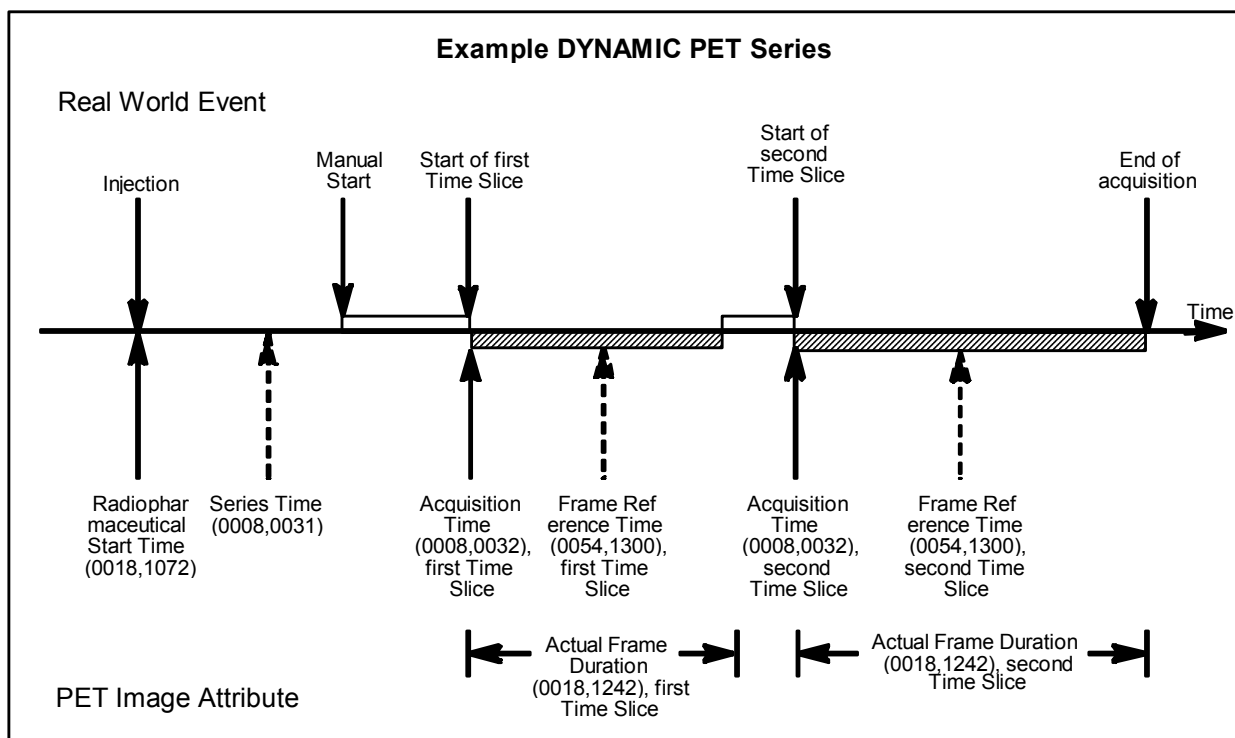 Example DYNAMIC PET Series
Real World Event
Injection
Manual
Start
Start of first
Time Slice
Start of
second
Time Slice
End of
acquisition
Time
Radiophar
maceutical
Start Time
(0018,1072)
Series Time
(0008,0031)
Acquisition
Time
(0008,0032),
first Time
Slice
Frame Ref
erence Time
(0054,1300),
first Time
Slice
Acquisition
Time
(0008,0032),
second
Time Slice
Frame Ref
erence Time
(0054,1300),
second Time
Slice
Actual Frame
Duration
(0018,1242), first
Time Slice
Actual Frame Duration
(0018,1242), second
Time Slice
PET Image Attribute